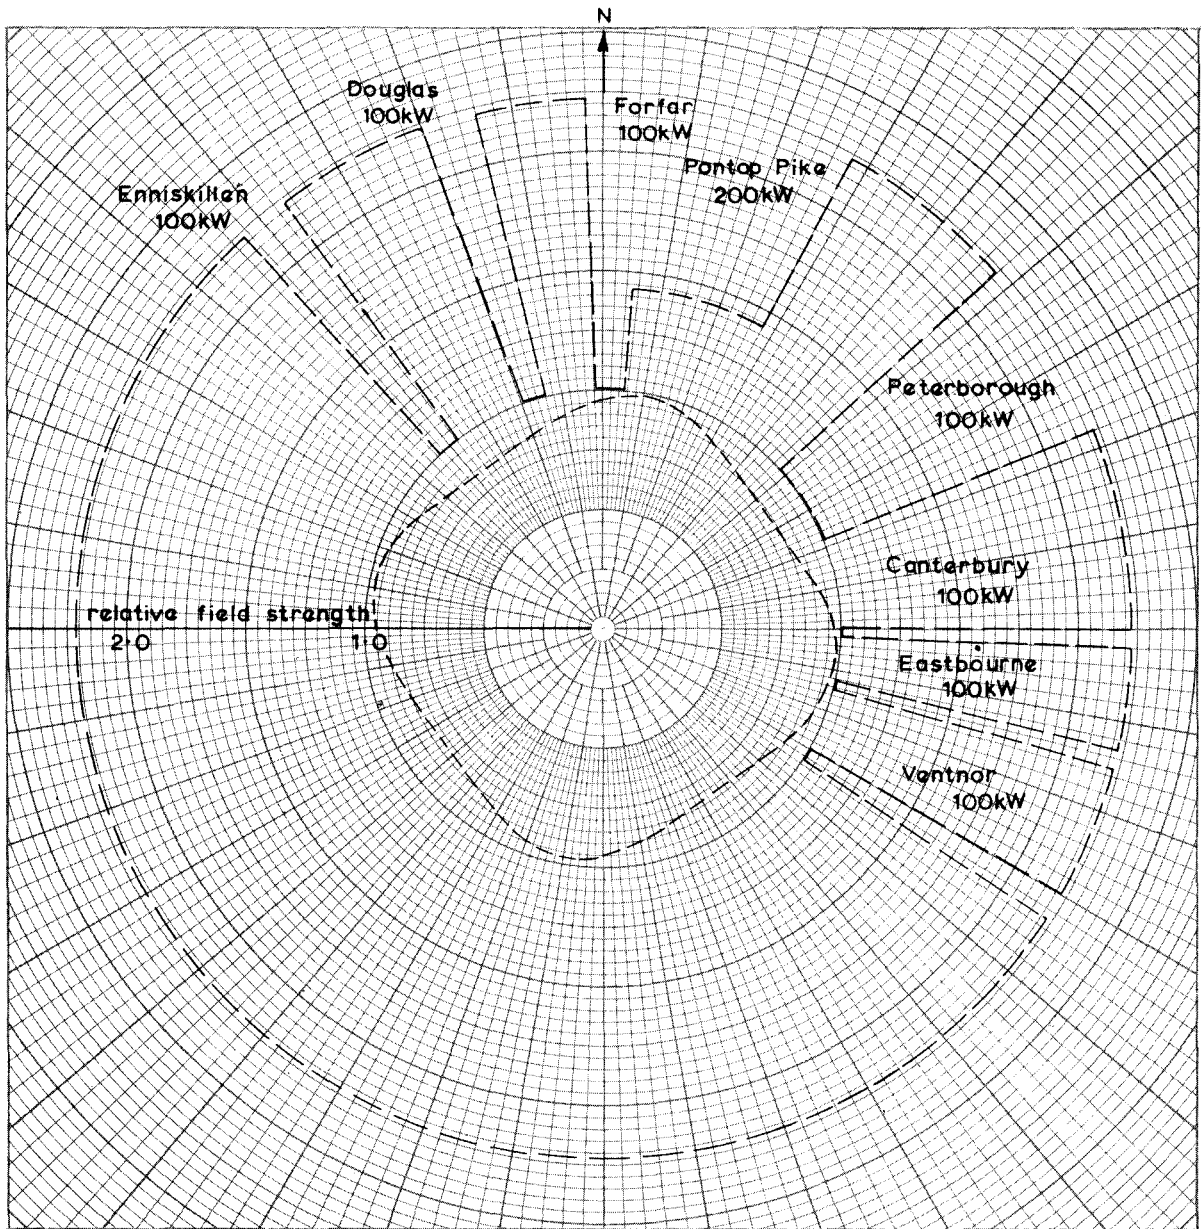 N
Douglas
100kW
Forfar
100kW
Pontop Pike
200kW
Enniskillen
100kW
Peterborough
100kW
Canterbury
100kW
relative field strength
2·0
1·0
Eastbourne
100kW
Ventnor
100kW